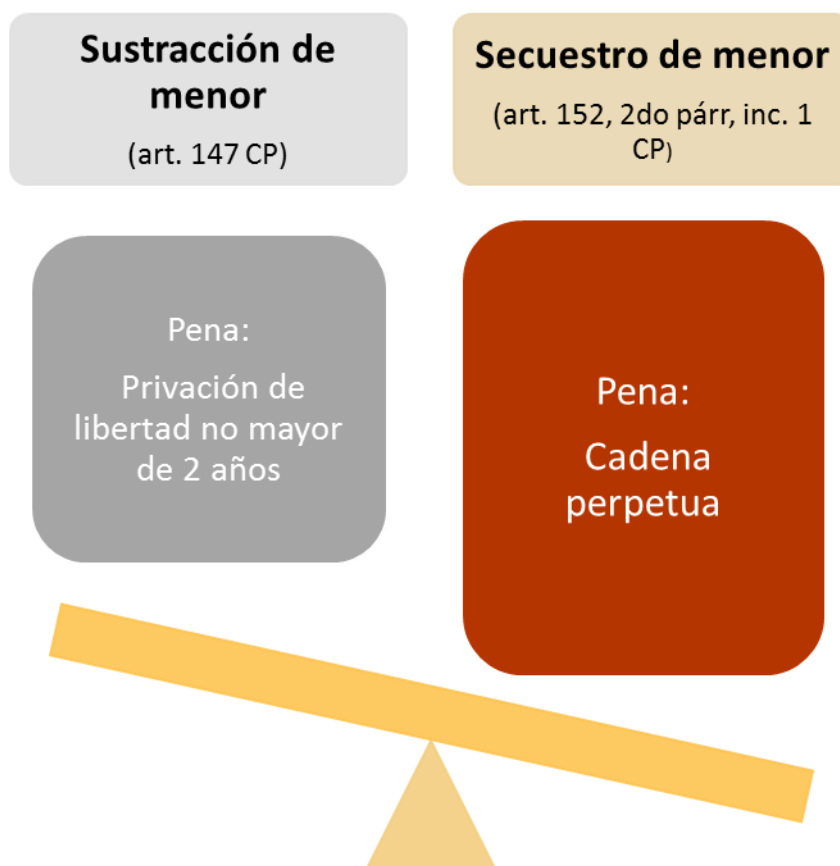 Sustracción de
menor
(art. 147 CP)
Secuestro de menor
(art. 152, 2do párr, inc. 1
CP)
Pena:
Privación de
libertad no mayor
de 2 años
Pena:
Cadena
perpetua